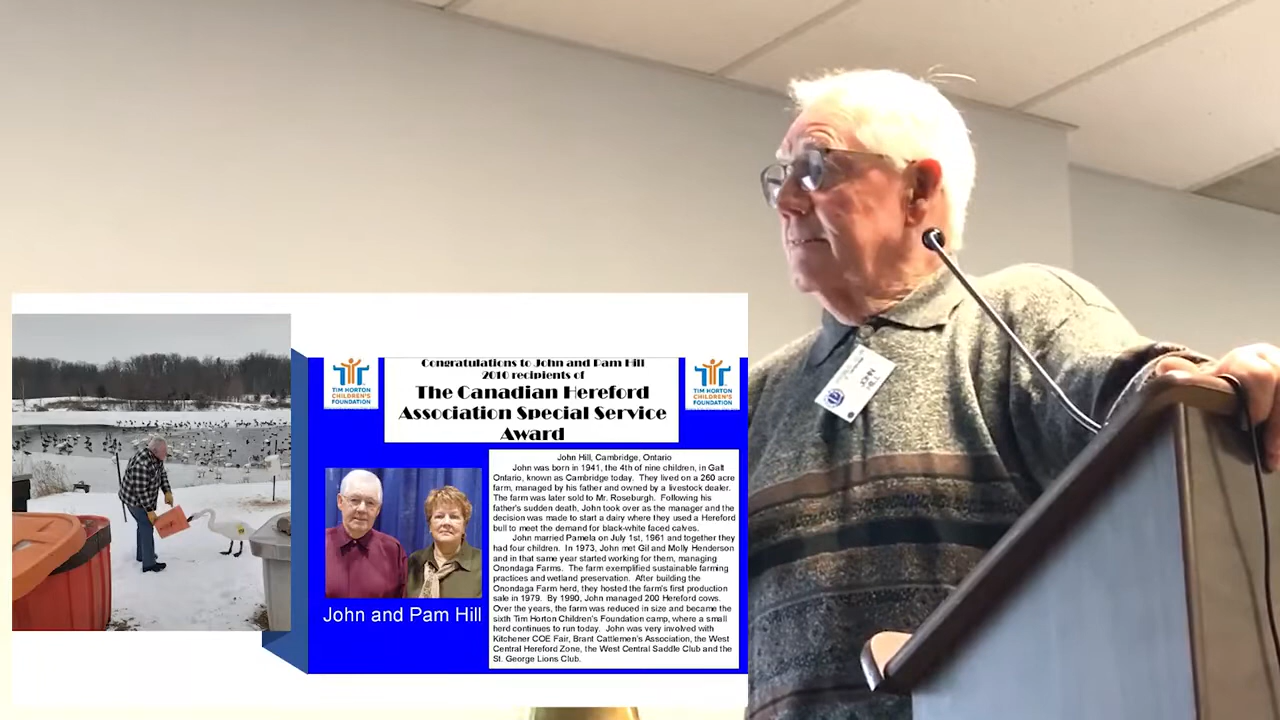 TIM HORTON
CHILDREN'S
FOUNDATION
Congratulations to John and Pam Hill
2010 recipients of
The Canadian Hereford
Association Special Service
Award
TIM HORTON
CHILDREN'S
FOUNDATION
John and Pam Hill
John Hill, Cambridge, Ontario
John was born in 1941, the 4th of nine children, in Galt
Ontario, known as Cambridge today. They lived on a 260 acre
farm, managed by his father and owned by a livestock dealer.
The farm was later sold to Mr. Roseburgh. Following his
father's sudden death, John took over as the manager and the
decision was made to start a dairy where they used a Hereford
bull to meet the demand for black-white faced calves.
John married Pamela on July 1st, 1961 and together they
had four children. In 1973, John met Gil and Molly Henderson
and in that same year started working for them, managing
Onondaga Farms. The farm exemplified sustainable farming
practices and wetland preservation. After building the
Onondaga Farm herd, they hosted the farm's first production
sale in 1979. By 1990, John managed 200 Hereford cows.
Over the years, the farm was reduced in size and became the
sixth Tim Horton Children's Foundation camp, where a small
herd continues to run today. John was very involved with
Kitchener COE Fair, Brant Cattlemen's Association, the West
Central Hereford Zone, the West Central Saddle Club and the
St. George Lions Club.
JOHN